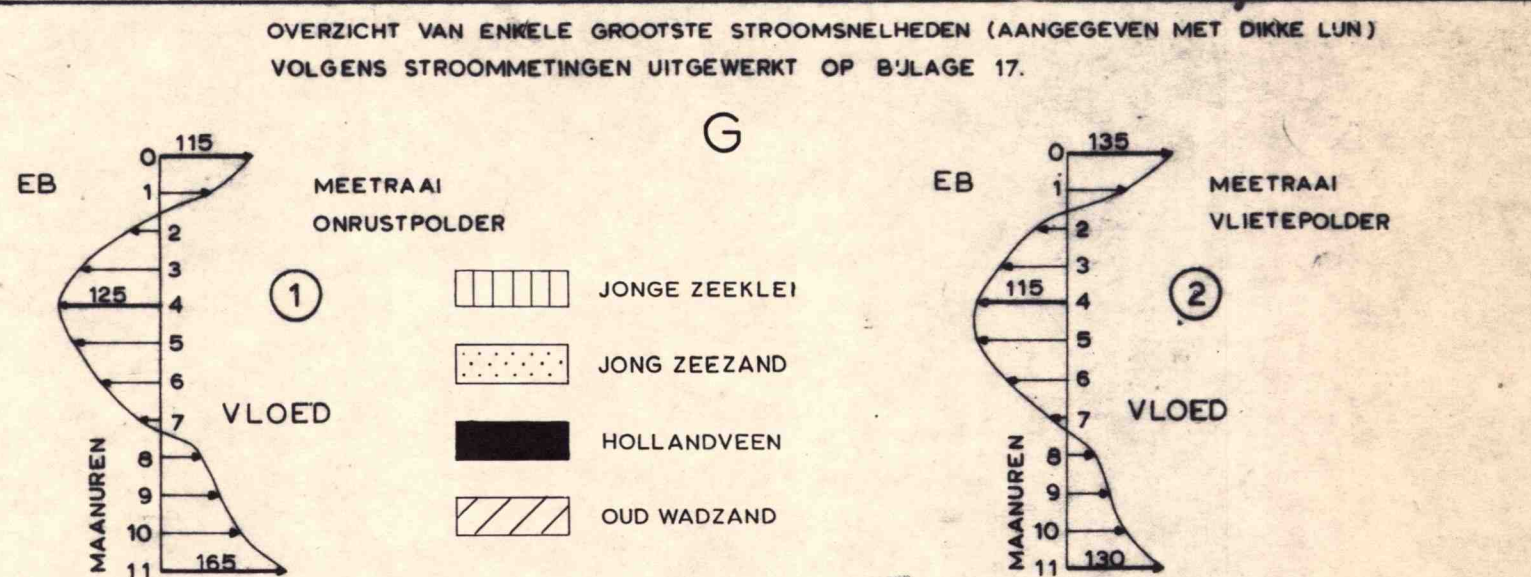 OVERZICHT VAN ENKELE GROOTSTE STROOMSNELHEDEN (AANGEGEVEN MET DIKKE LIJN)
VOLGENS STROOMMETINGEN UITGEWERKT OP BIJLAGE 17.
G
EB
MEETRAAI
ONRUSTPOLDER
1
115
0
1
2
3
125
4
5
6
7
VLOED
8
9
10
165
11
MAANUREN
JONGE ZEEKLEI
JONG ZEEZAND
HOLLANDVEEN
OUD WADZAND
EB
MEETRAAI
VLIETEPOLDER
2
135
0
1
2
3
115
4
5
6
7
VLOED
8
9
10
130
11
MAANUREN